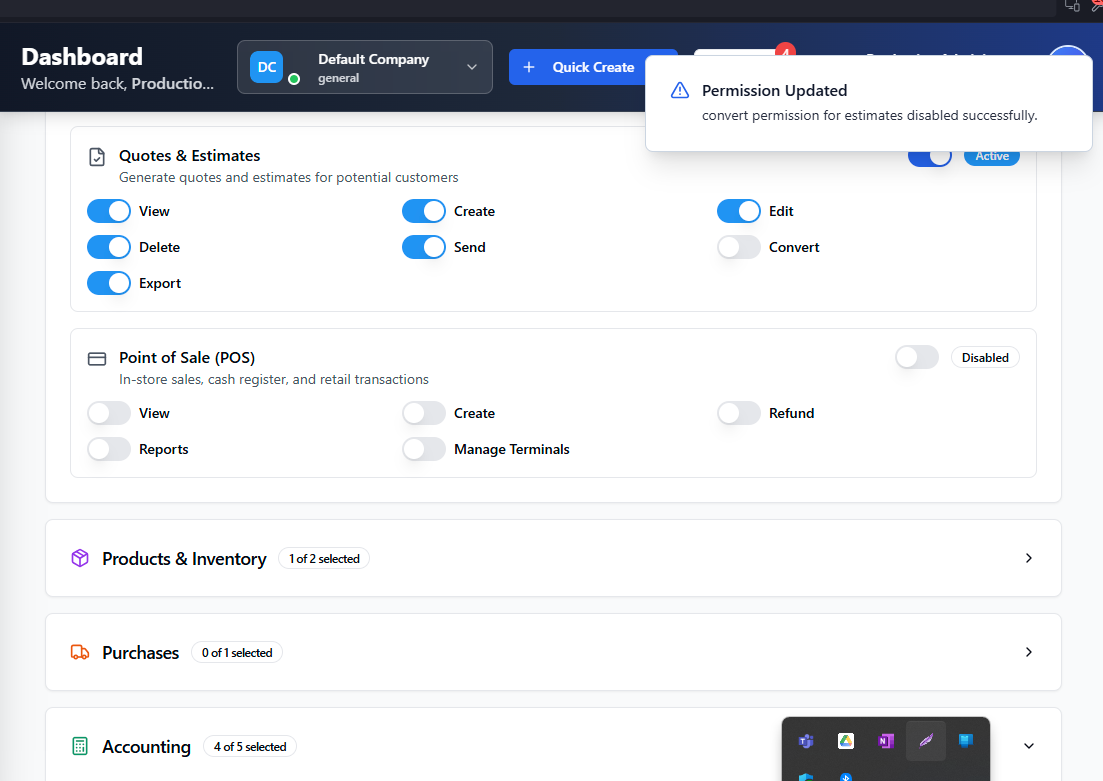 Dashboard
Welcome back, Productio...
DC
Default Company
general
+ Quick Create
4
Permission Updated
convert permission for estimates disabled successfully.
Quotes & Estimates
Active
Generate quotes and estimates for potential customers
View
Create
Edit
Delete
Send
Convert
Export
Point of Sale (POS)
Disabled
In-store sales, cash register, and retail transactions
View
Create
Refund
Reports
Manage Terminals
Products & Inventory
1 of 2 selected
Purchases
0 of 1 selected
Accounting
4 of 5 selected